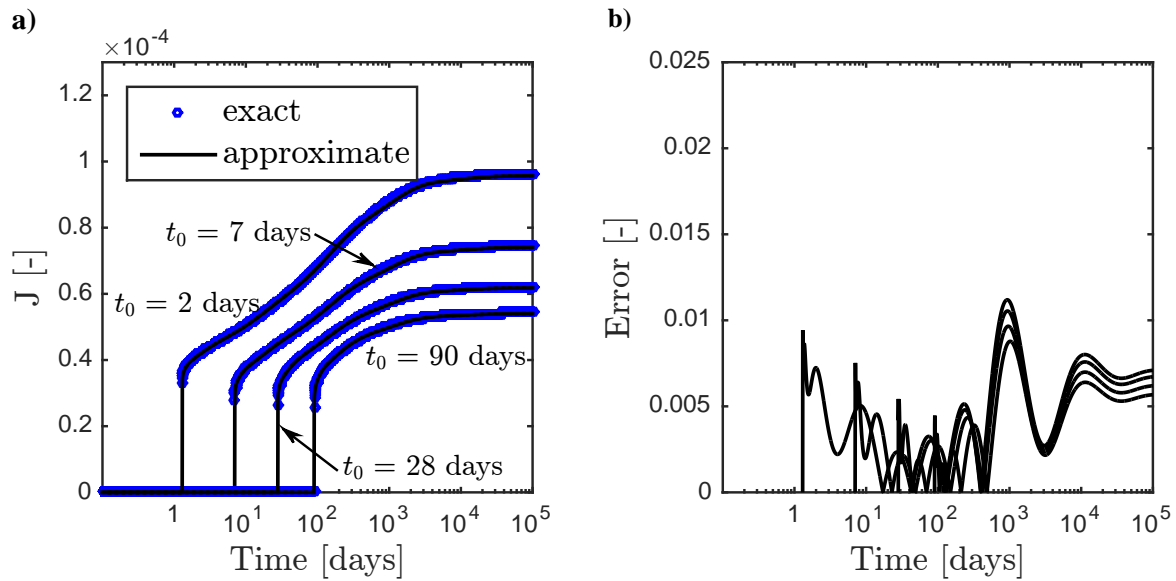 a)
×10^-4
1.2
1
0.8
0.6
0.4
0.2
0
J [-]
exact
approximate
t_0 = 7 days
t_0 = 2 days
t_0 = 90 days
t_0 = 28 days
1 10^1 10^2 10^3 10^4 10^5
Time [days]
b)
0.025
0.02
0.015
0.01
0.005
0
Error [-]
1 10^1 10^2 10^3 10^4 10^5
Time [days]